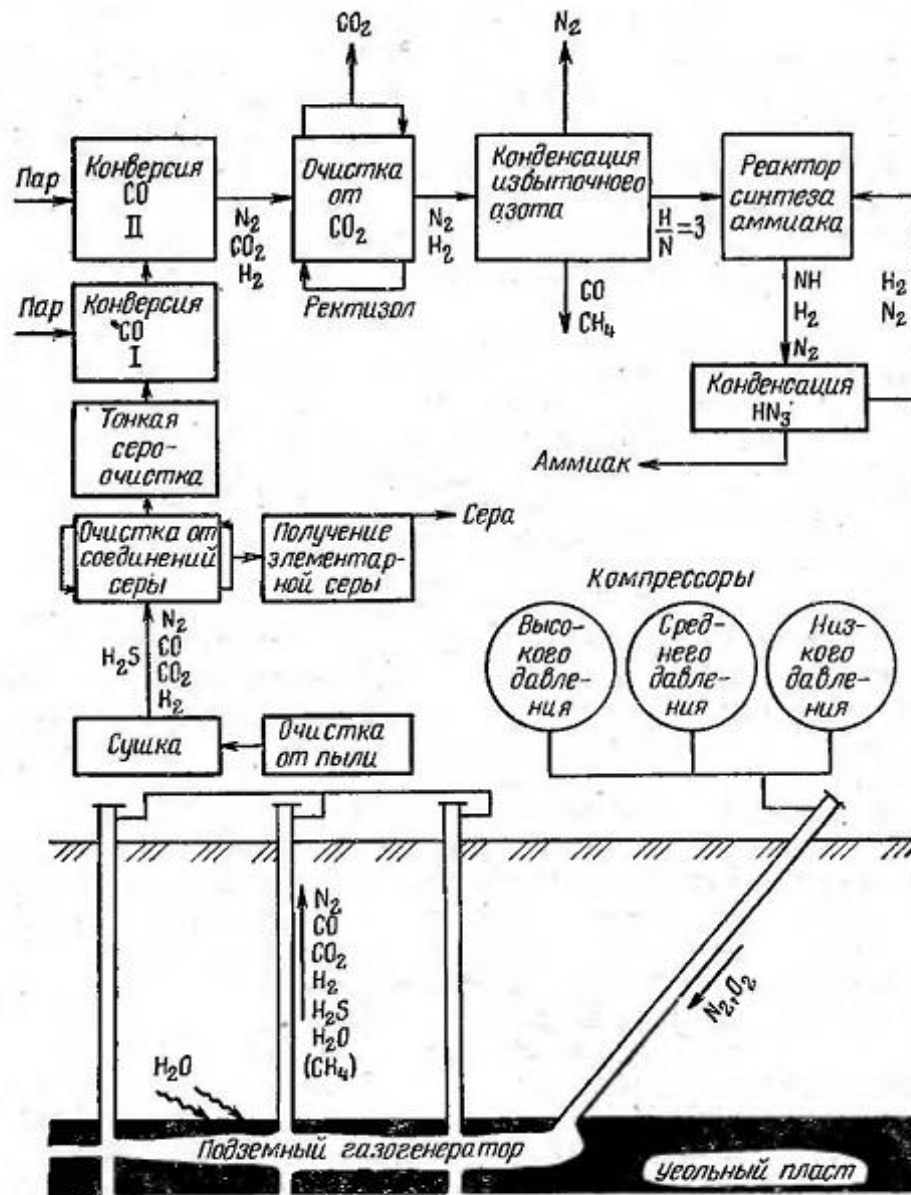 CO₂
N₂
Пар
Конверсия
CO
II
N₂
CO₂
H₂
Очистка
от
CO₂
Ректизол
N₂
H₂
Конденсация
избыточного
азота
CO
CH₄
H/N=3
Реактор
синтеза
аммиака
NH
H₂
N₂
H₂
N₂
Пар
Конверсия
CO
I
Конденсация
HN₃
Аммиак
Тонкая
серо-
очистка
Очистка от
соединений
серы
Получение
элементар-
ной серы
Сера
H₂S
N₂
CO
CO₂
H₂
Сушка
Очистка
от пыли
Компрессоры
Высо-
кого
давле-
ния
Сред-
него
давле-
ния
Низ-
кого
давле-
ния
N₂
CO
CO₂
H₂
H₂S
H₂O
(CH₄)
N₂,O₂
H₂O
Подземный газогенератор
Угольный пласт